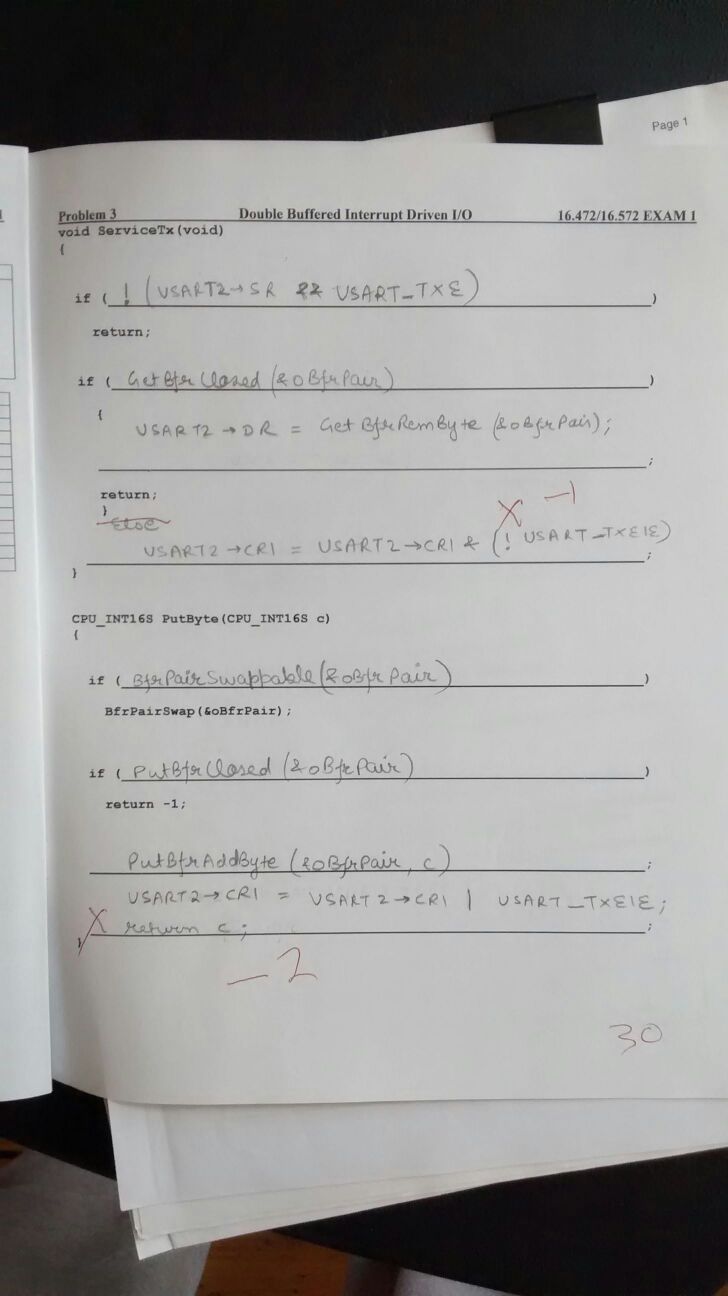 Page 1
Problem 3 Double Buffered Interrupt Driven I/O 16.472/16.572 EXAM 1
void ServiceTx(void)
{
if ( ! (USART2→SR && USART_TXE) )
return;
if ( GetBfrClosed (&oBfrPair) )
{
USART2 → DR = GetBfrRemByte (&oBfrPair);
;
return;
}
Else
X -1
USART2→CR1 = USART2→CR1 & (! USART_TXEIE)
;
}
CPU_INT16S PutByte(CPU_INT16S c)
{
if ( BfrPairSwappable(&oBfrPair) )
BfrPairSwap(&oBfrPair);
if ( PutBfrClosed (&oBfrPair) )
return -1;
PutBfrAddByte (&oBfrPair, c) ;
USART2→CR1 = USART2→CR1 | USART_TXEIE;
X return c; ;
}
-2
30